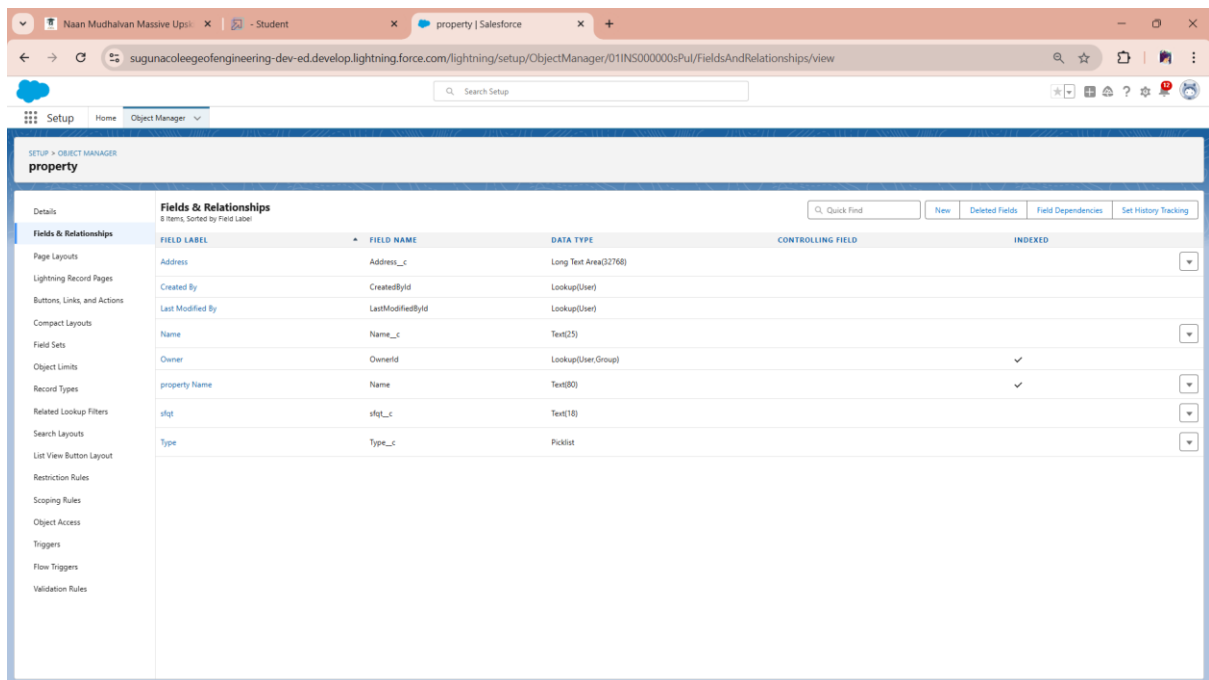 Naan Mudhalvan Massive Upski
- Student
property | Salesforce
sugunacoleegeofengineering-dev-ed.develop.lightning.force.com/lightning/setup/ObjectManager/01INS000000sPuI/FieldsAndRelationships/view
Search Setup
12
Setup Home Object Manager
SETUP > OBJECT MANAGER
property
Details
Fields & Relationships
Page Layouts
Lightning Record Pages
Buttons, Links, and Actions
Compact Layouts
Field Sets
Object Limits
Record Types
Related Lookup Filters
Search Layouts
List View Button Layout
Restriction Rules
Scoping Rules
Object Access
Triggers
Flow Triggers
Validation Rules
Fields & Relationships
8 Items, Sorted by Field Label
Quick Find New Deleted Fields Field Dependencies Set History Tracking
FIELD LABEL FIELD NAME DATA TYPE CONTROLLING FIELD INDEXED
Address Address__c Long Text Area(32768)
Created By CreatedById Lookup(User)
Last Modified By LastModifiedById Lookup(User)
Name Name__c Text(25)
Owner OwnerId Lookup(User,Group)
property Name Name Text(80)
sfqt sfqt__c Text(18)
Type Type__c Picklist